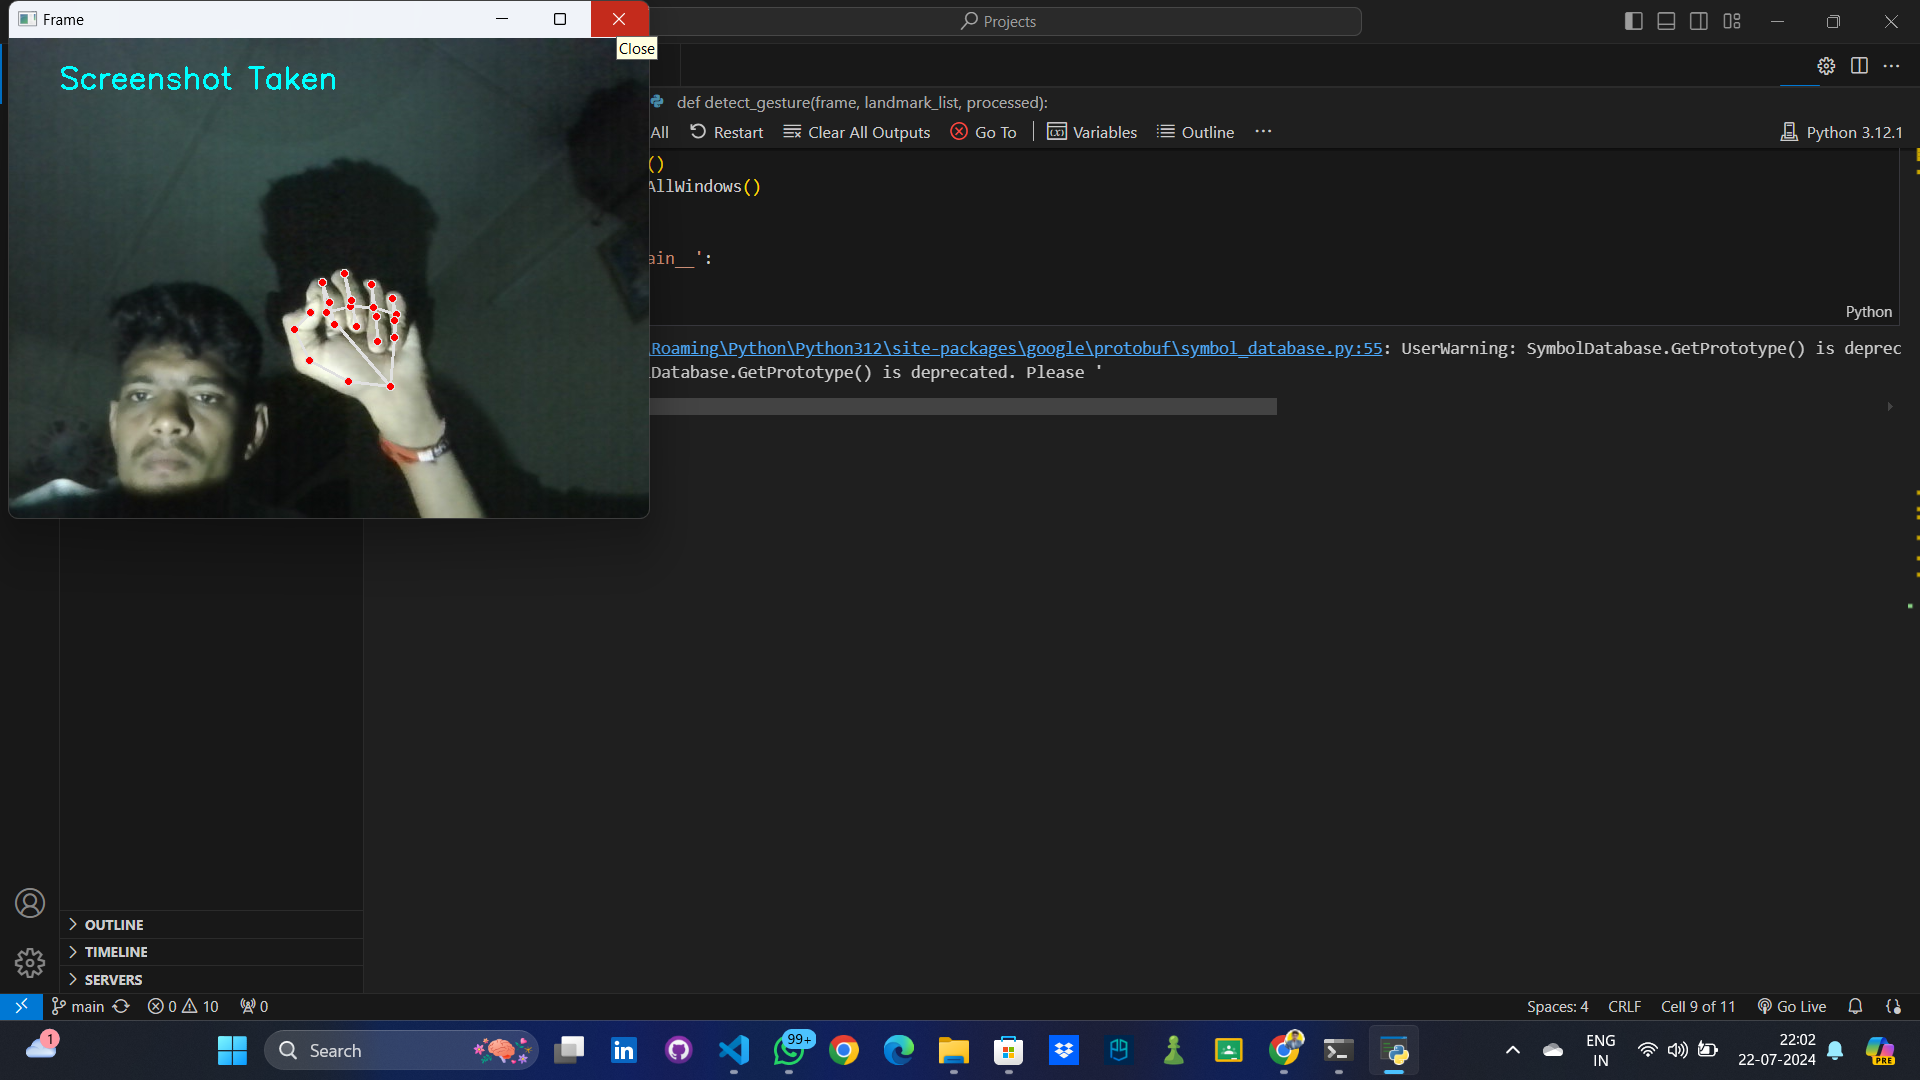 Frame
Projects
Close
Screenshot Taken
def detect_gesture(frame, landmark_list, processed):
All Restart Clear All Outputs Go To Variables Outline ··· Python 3.12.1
()
AllWindows()
ain__':
Python
\Roaming\Python\Python312\site-packages\google\protobuf\symbol_database.py:55: UserWarning: SymbolDatabase.GetPrototype() is deprec
Database.GetPrototype() is deprecated. Please '
OUTLINE
TIMELINE
SERVERS
main 0 10 0 Spaces: 4 CRLF Cell 9 of 11 Go Live
1 Search 99+ ENG 22:02
IN 22-07-2024 PRE